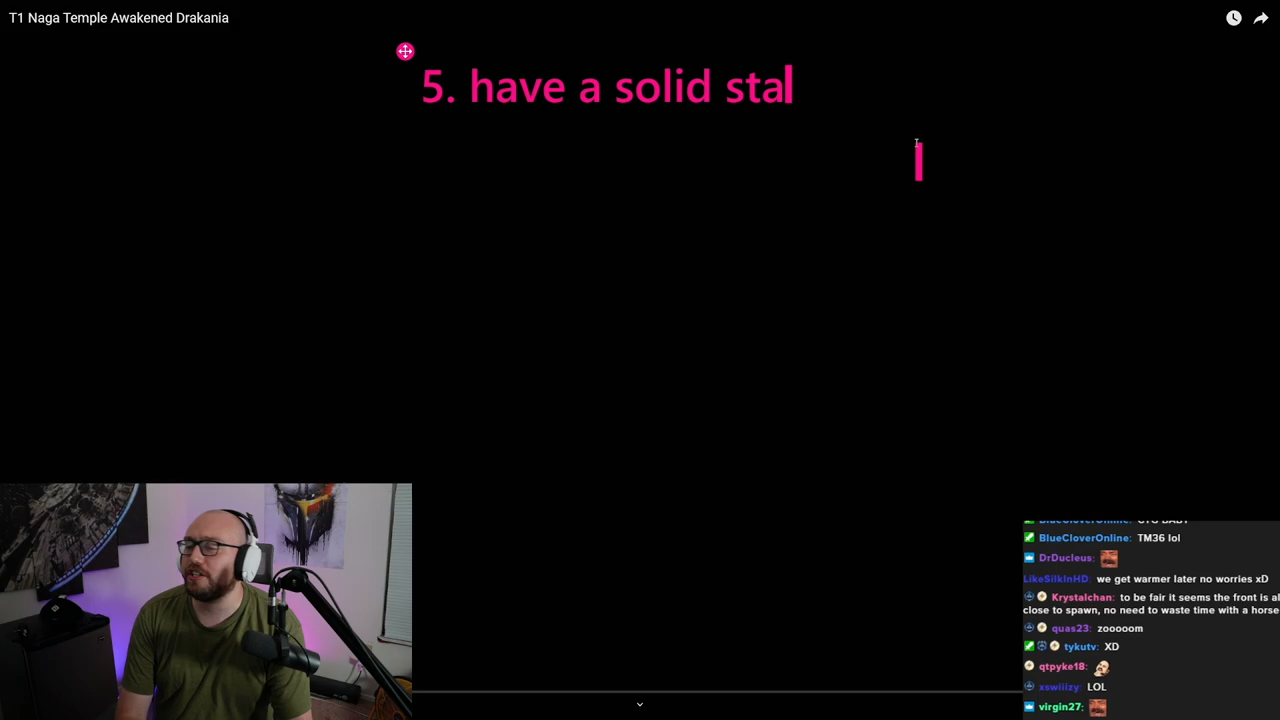 T1 Naga Temple Awakened Drakania
5. have a solid sta
BlueCloverOnline: TM36 lol
DrDucleus:
LikeSilkInHD: we get warmer later no worries xD
Krystalchan: to be fair it seems the front is al
close to spawn, no need to waste time with a horse
quas23: zooooom
tykutv: XD
qtpyke18:
xswiiizy: LOL
virgin27: